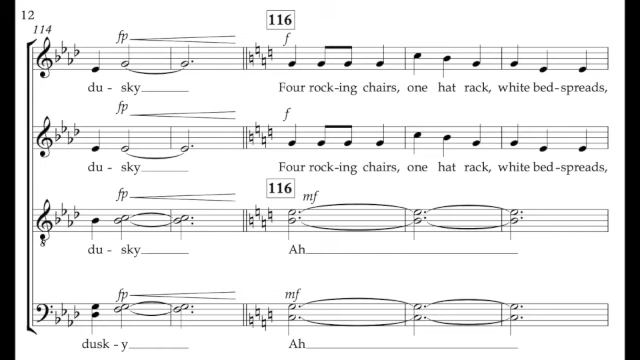 12
114
116
fp f
du - sky Four rock-ing chairs, one hat rack, white bed-spreads,
fp f
du - sky Four rock-ing chairs, one hat rack, white bed-spreads,
116
fp mf
du - sky Ah
8
fp mf
dusk - y Ah